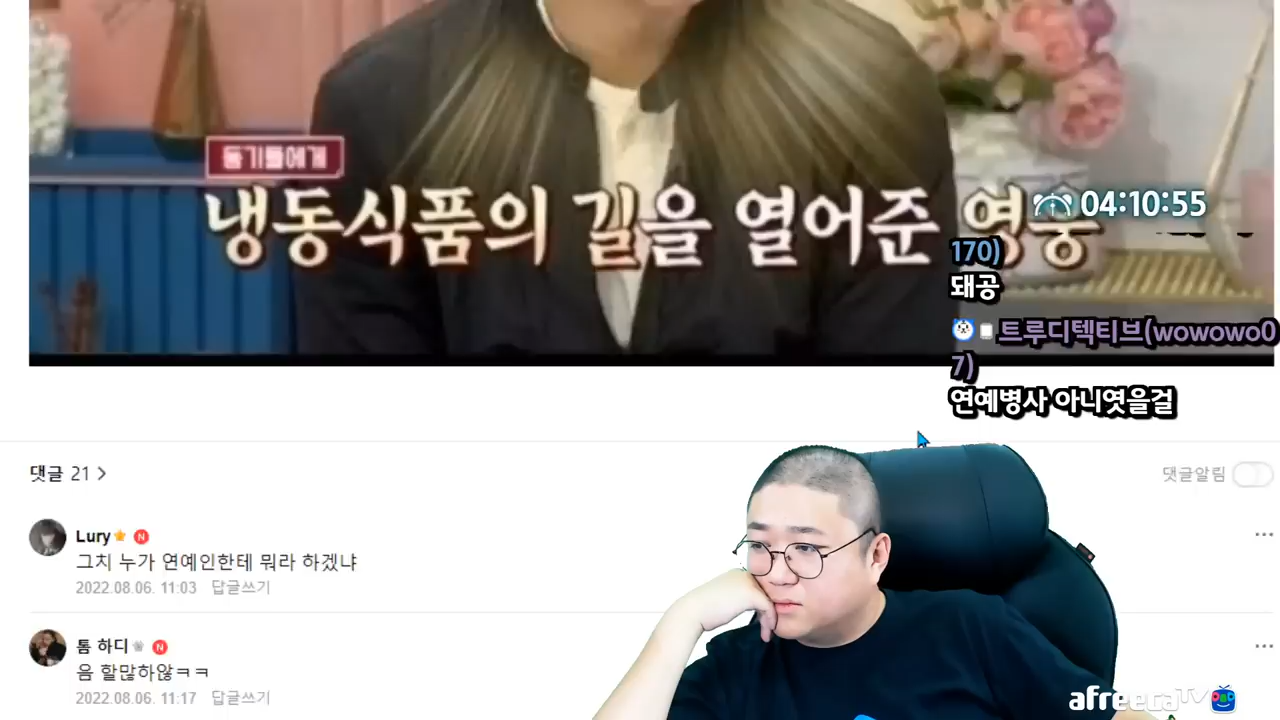 동기들에게
냉동식품의 길을 열어준 영웅
04:10:55
170)
돼공
트루디텍티브(wowowo0
7)
연예병사 아니엿을걸
댓글 21 >
댓글알림
Lury N
그치 누가 연예인한테 뭐라 하겠냐
2022.08.06. 11:03 답글쓰기
톰 하디 N
음 할많하않ㅋㅋ
2022.08.06. 11:17 답글쓰기
afreecaTV